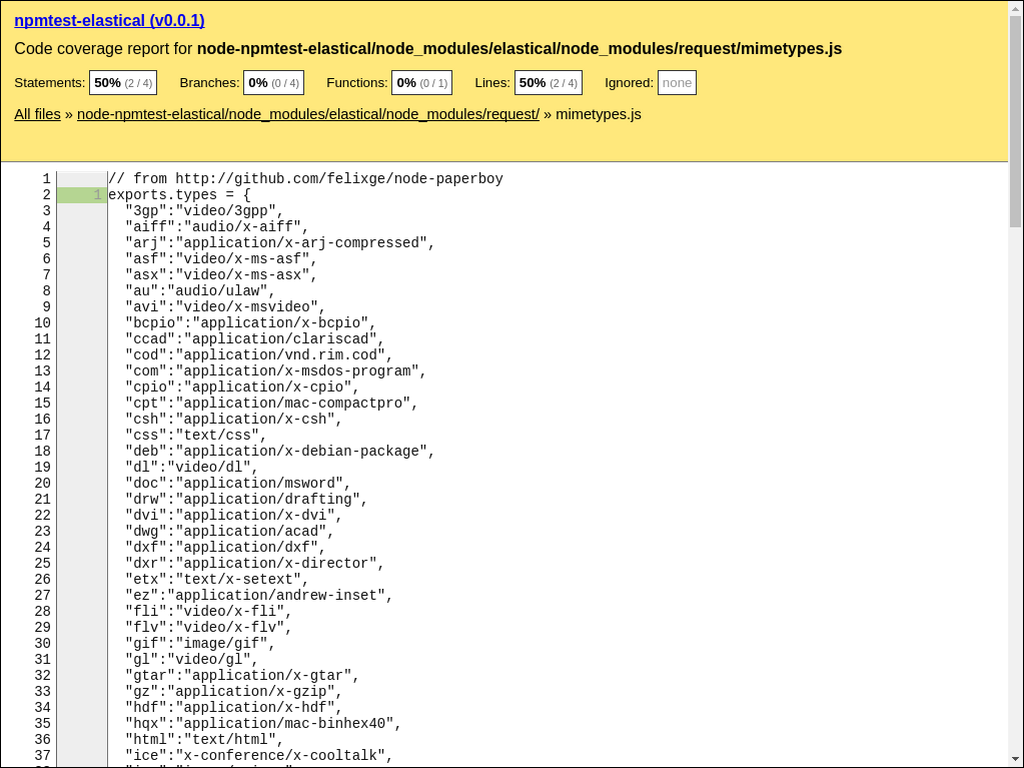 npmtest-elastical (v0.0.1)
Code coverage report for node-npmtest-elastical/node_modules/elastical/node_modules/request/mimetypes.js
Statements: 50% (2 / 4) Branches: 0% (0 / 4) Functions: 0% (0 / 1) Lines: 50% (2 / 4) Ignored: none
All files » node-npmtest-elastical/node_modules/elastical/node_modules/request/ » mimetypes.js
1 // from http://github.com/felixge/node-paperboy
2 1 exports.types = {
3 "3gp":"video/3gpp",
4 "aiff":"audio/x-aiff",
5 "arj":"application/x-arj-compressed",
6 "asf":"video/x-ms-asf",
7 "asx":"video/x-ms-asx",
8 "au":"audio/ulaw",
9 "avi":"video/x-msvideo",
10 "bcpio":"application/x-bcpio",
11 "ccad":"application/clariscad",
12 "cod":"application/vnd.rim.cod",
13 "com":"application/x-msdos-program",
14 "cpio":"application/x-cpio",
15 "cpt":"application/mac-compactpro",
16 "csh":"application/x-csh",
17 "css":"text/css",
18 "deb":"application/x-debian-package",
19 "dl":"video/dl",
20 "doc":"application/msword",
21 "drw":"application/drafting",
22 "dvi":"application/x-dvi",
23 "dwg":"application/acad",
24 "dxf":"application/dxf",
25 "dxr":"application/x-director",
26 "etx":"text/x-setext",
27 "ez":"application/andrew-inset",
28 "fli":"video/x-fli",
29 "flv":"video/x-flv",
30 "gif":"image/gif",
31 "gl":"video/gl",
32 "gtar":"application/x-gtar",
33 "gz":"application/x-gzip",
34 "hdf":"application/x-hdf",
35 "hqx":"application/mac-binhex40",
36 "html":"text/html",
37 "ice":"x-conference/x-cooltalk",